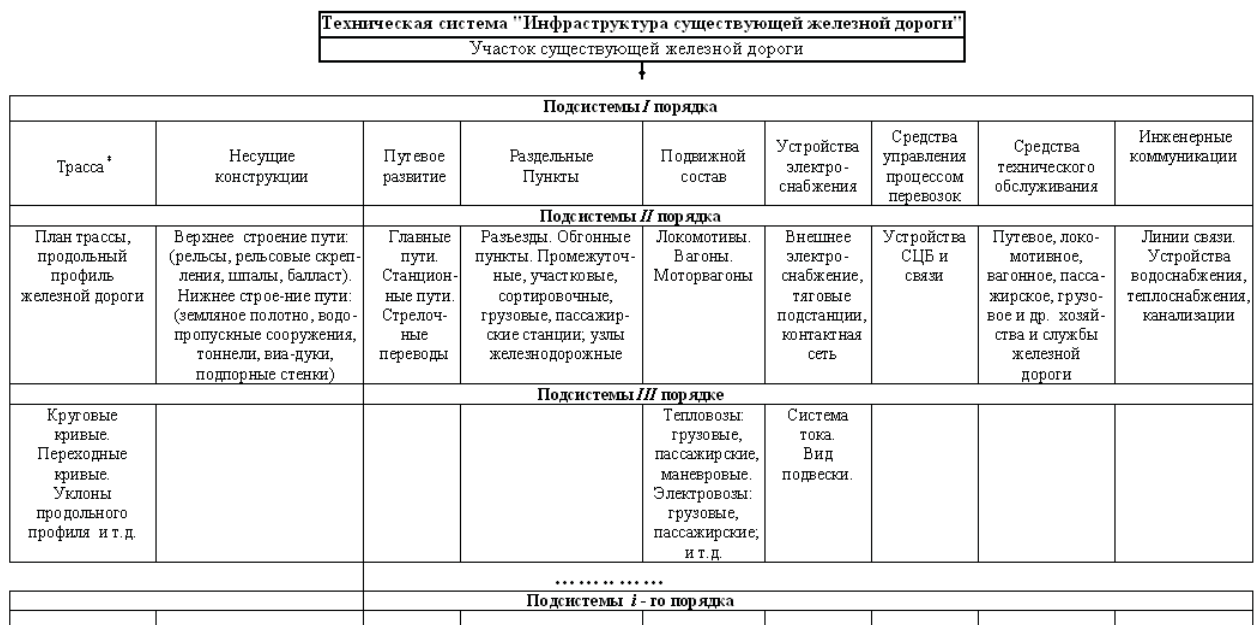 Техническая система "Инфраструктура существующей железной дороги"
Участок существующей железной дороги
Подсистемы I порядка
Трасса*
Несущие
конструкции
Путевое
развитие
Раздельные
Пункты
Подвижной
состав
Устройства
электро-
снабжения
Средства
управления
процессом
перевозок
Средства
технического
обслуживания
Инженерные
коммуникации
Подсистемы II порядка
План трассы,
продольный
профиль
железной дороги
Верхнее строение пути:
(рельсы, рельсовые скреп-
ления, шпалы, балласт).
Нижнее строе-ние пути:
(земляное полотно, водо-
пропускные сооружения,
тоннели, виа-дуки,
подпорные стенки)
Главные
пути.
Станцион-
ные пути.
Стрелоч-
ные
переводы
Разъезды. Обгонные
пункты. Промежуточ-
ные, участковые,
сортировочные,
грузовые, пассажир-
ские станции; узлы
железнодорожные
Локомотивы.
Вагоны.
Моторвагоны
Внешнее
электро-
снабжение,
тяговые
подстанции,
контактная
сеть
Устройства
СЦБ и
связи
Путевое, локо-
мотивное,
вагонное, пасса-
жирское, грузо-
вое и др. хозяй-
ства и службы
железной
дороги
Линии связи.
Устройства
водоснабжения,
теплоснабжения,
канализации
Подсистемы III порядке
Круговые
кривые.
Переходные
кривые.
Уклоны
продольного
профиля и т.д.
Тепловозы:
грузовые,
пассажирские,
маневровые.
Электровозы:
грузовые,
пассажирские;
и т.д.
Система
тока.
Вид
подвески.
…………
Подсистемы i - го порядка